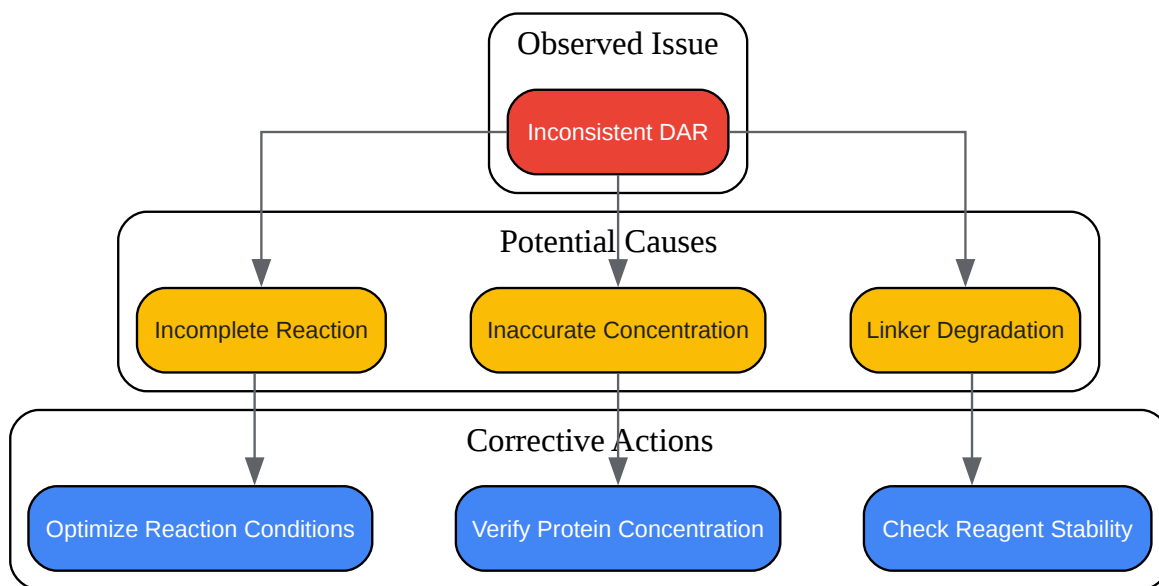 Observed Issue
Inconsistent DAR
Potential Causes
Incomplete Reaction
Inaccurate Concentration
Linker Degradation
Corrective Actions
Optimize Reaction Conditions
Verify Protein Concentration
Check Reagent Stability